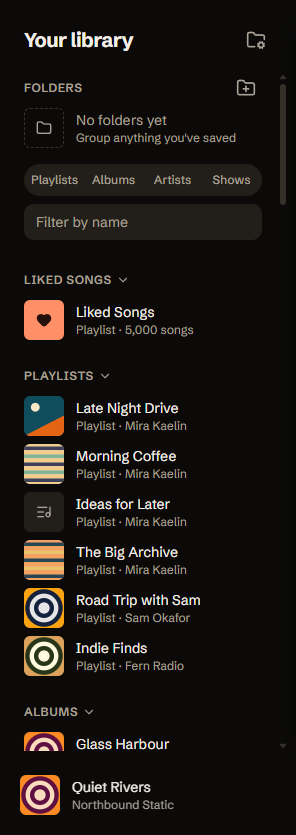 Your library
FOLDERS
No folders yet
Group anything you've saved
Playlists Albums Artists Shows
Filter by name
LIKED SONGS
Liked Songs
Playlist · 5,000 songs
PLAYLISTS
Late Night Drive
Playlist · Mira Kaelin
Morning Coffee
Playlist · Mira Kaelin
Ideas for Later
Playlist · Mira Kaelin
The Big Archive
Playlist · Mira Kaelin
Road Trip with Sam
Playlist · Sam Okafor
Indie Finds
Playlist · Fern Radio
ALBUMS
Glass Harbour
Quiet Rivers
Northbound Static